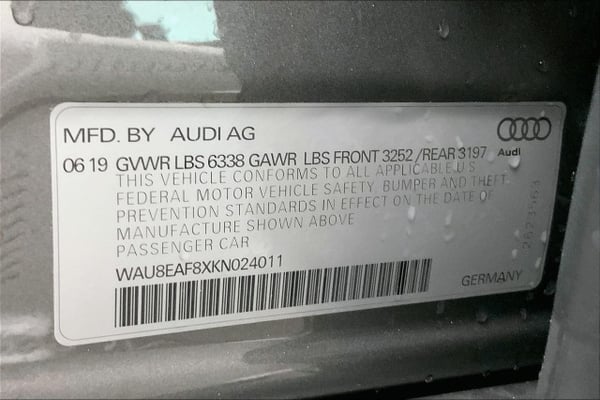 MFD. BY AUDI AG
06 19 GVWR LBS 6338 GAWR LBS FRONT 3252 /REAR 3197
Audi
THIS VEHICLE CONFORMS TO ALL APPLICABLE U.S
FEDERAL MOTOR VEHICLE SAFETY, BUMPER AND THEFT-
PREVENTION STANDARDS IN EFFECT ON THE DATE OF
MANUFACTURE SHOWN ABOVE
PASSENGER CAR
WAU8EAF8XKN024011
GERMANY